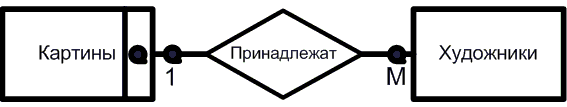 Картины
1
Принадлежат
М
Художники